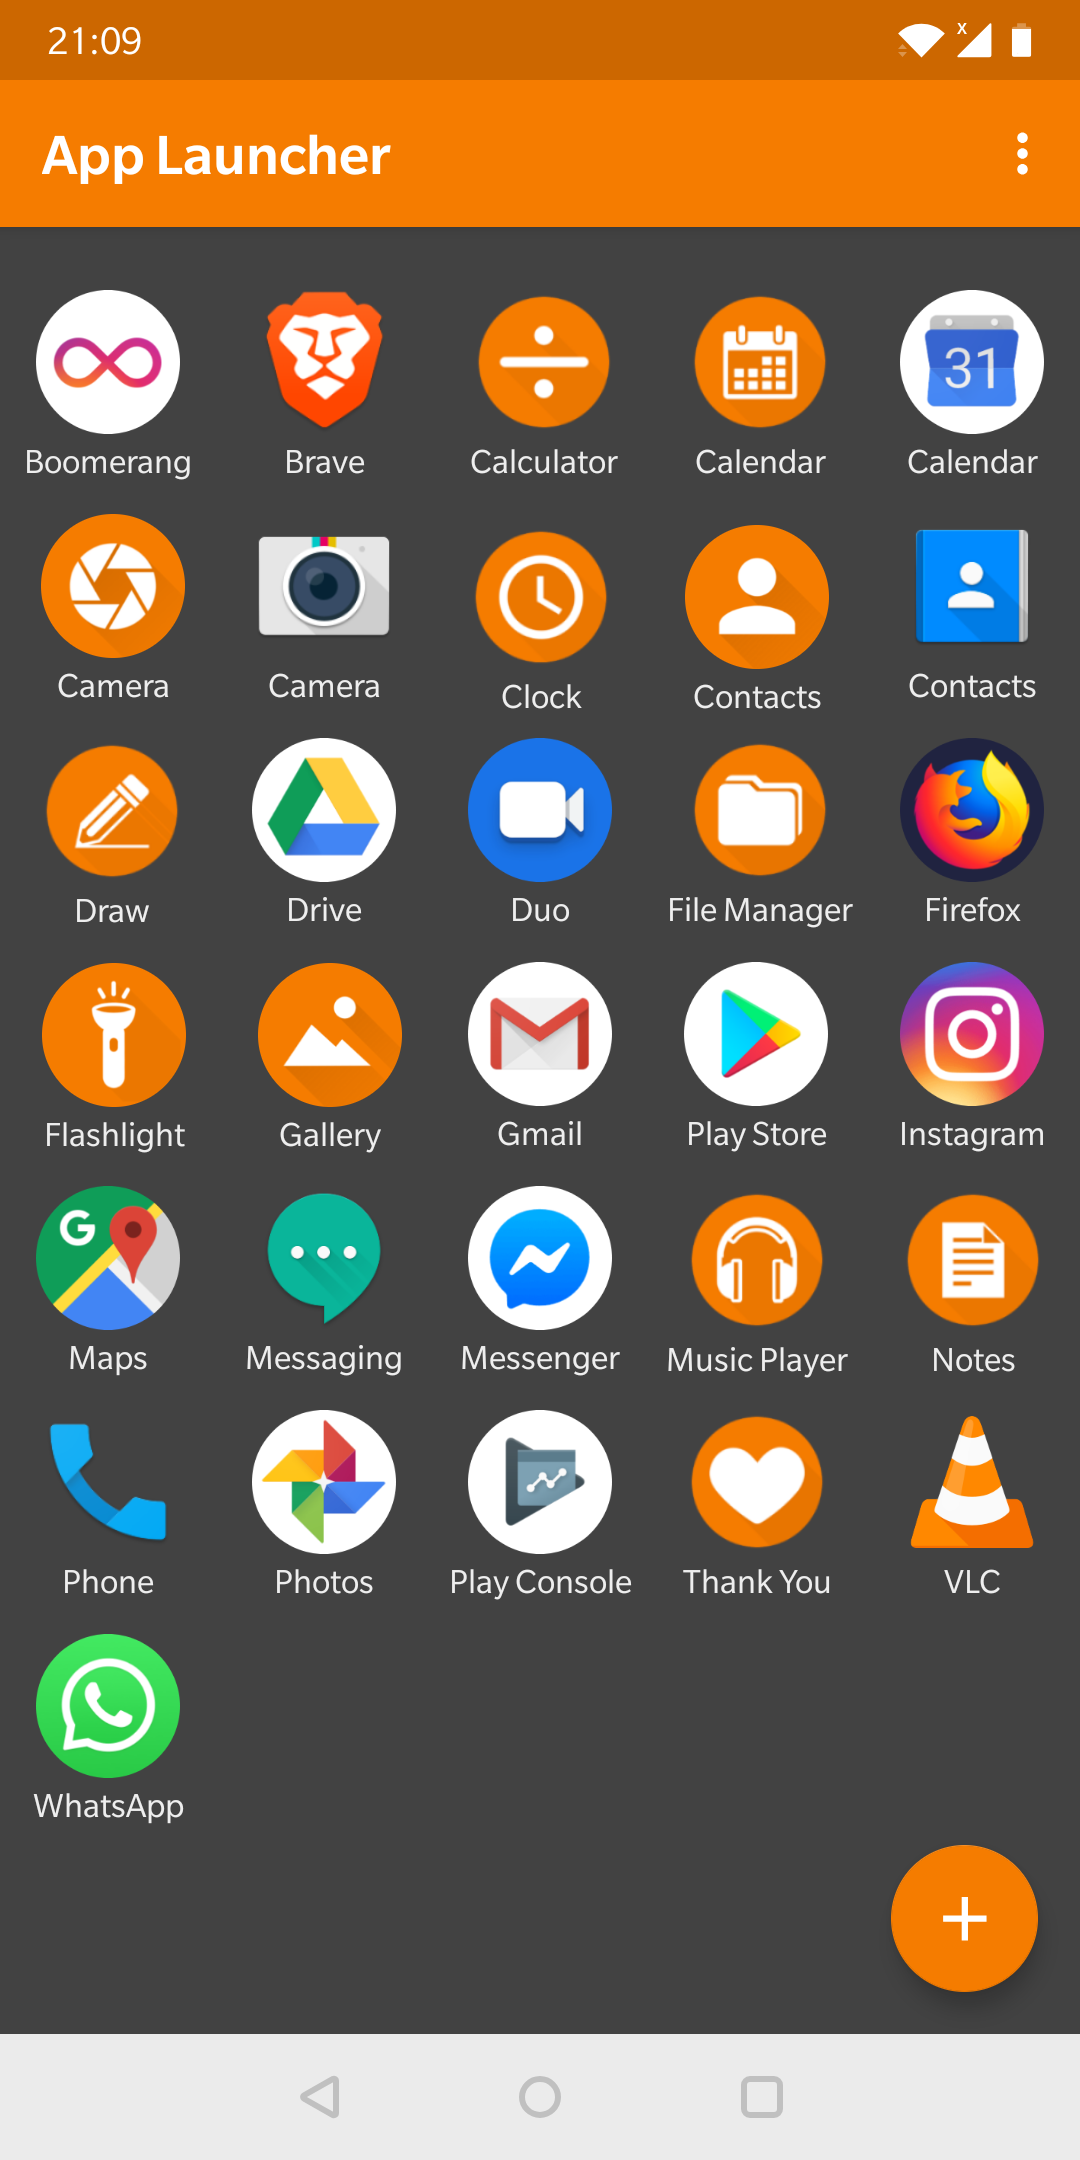 21:09
x
App Launcher
31
Boomerang Brave Calculator Calendar Calendar
Camera Camera Clock Contacts Contacts
Draw Drive Duo File Manager Firefox
Flashlight Gallery Gmail Play Store Instagram
G
Maps Messaging Messenger Music Player Notes
Phone Photos Play Console Thank You VLC
WhatsApp